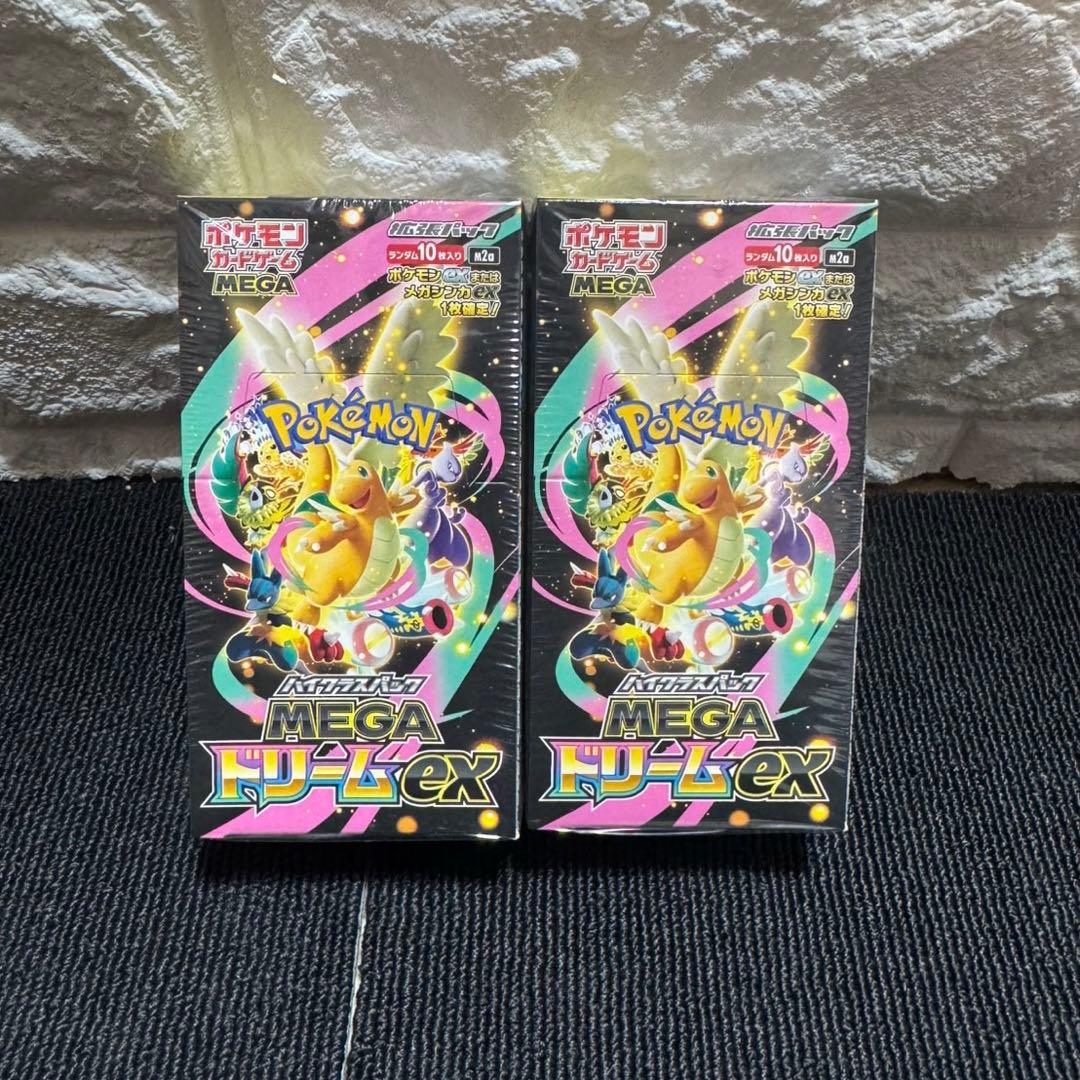 ポケモン
カードゲーム
MEGA
拡張パック
ランダム10枚入り M2a
ポケモンexまたは
メガシンカex
1枚確定!
POKéMON
ハイクラスパック
MEGA
ドリームex
ポケモン
カードゲーム
MEGA
拡張パック
ランダム10枚入り M2a
ポケモンexまたは
メガシンカex
1枚確定!
POKéMON
ハイクラスパック
MEGA
ドリームex